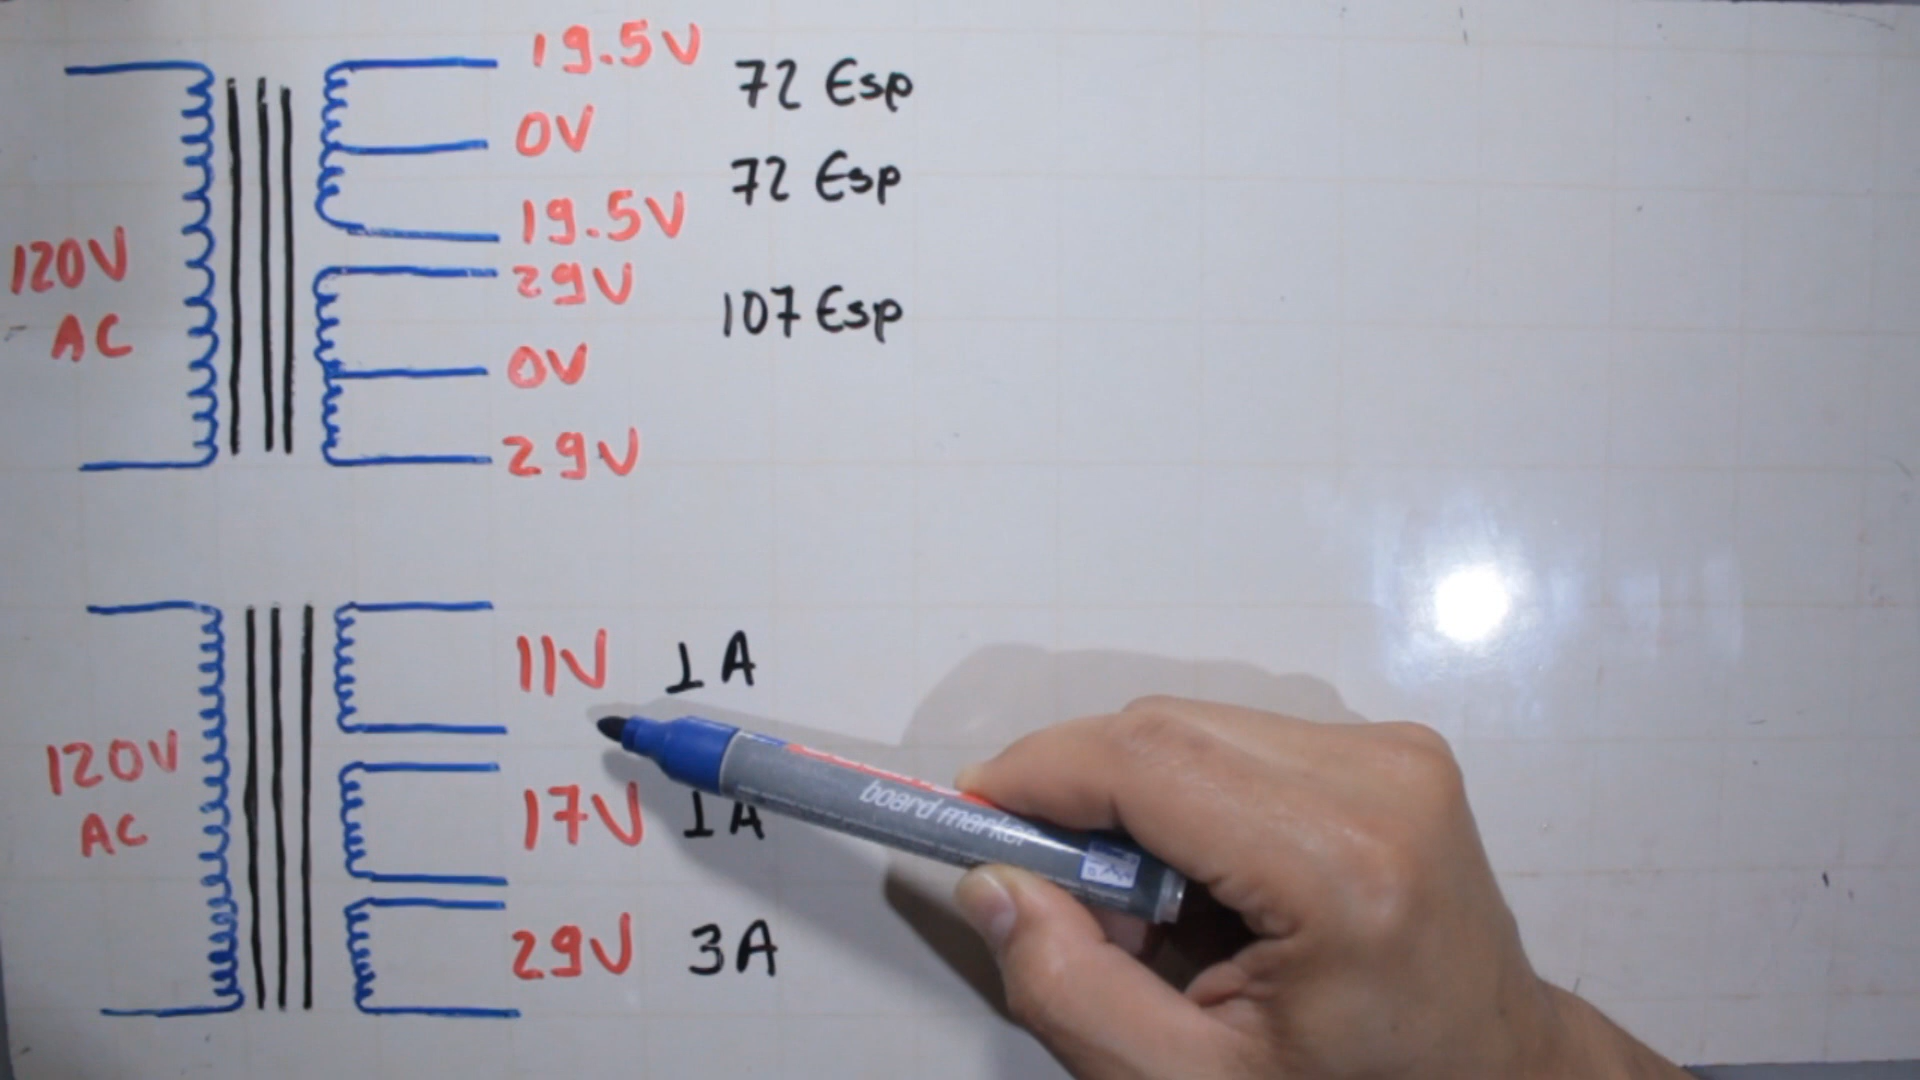 19.5V
72 Esp
0V
72 Esp
19.5V
120V
AC
29V
107 Esp
0V
29V
11V 1A
120V
AC
17V 1A
29V 3A
board marker